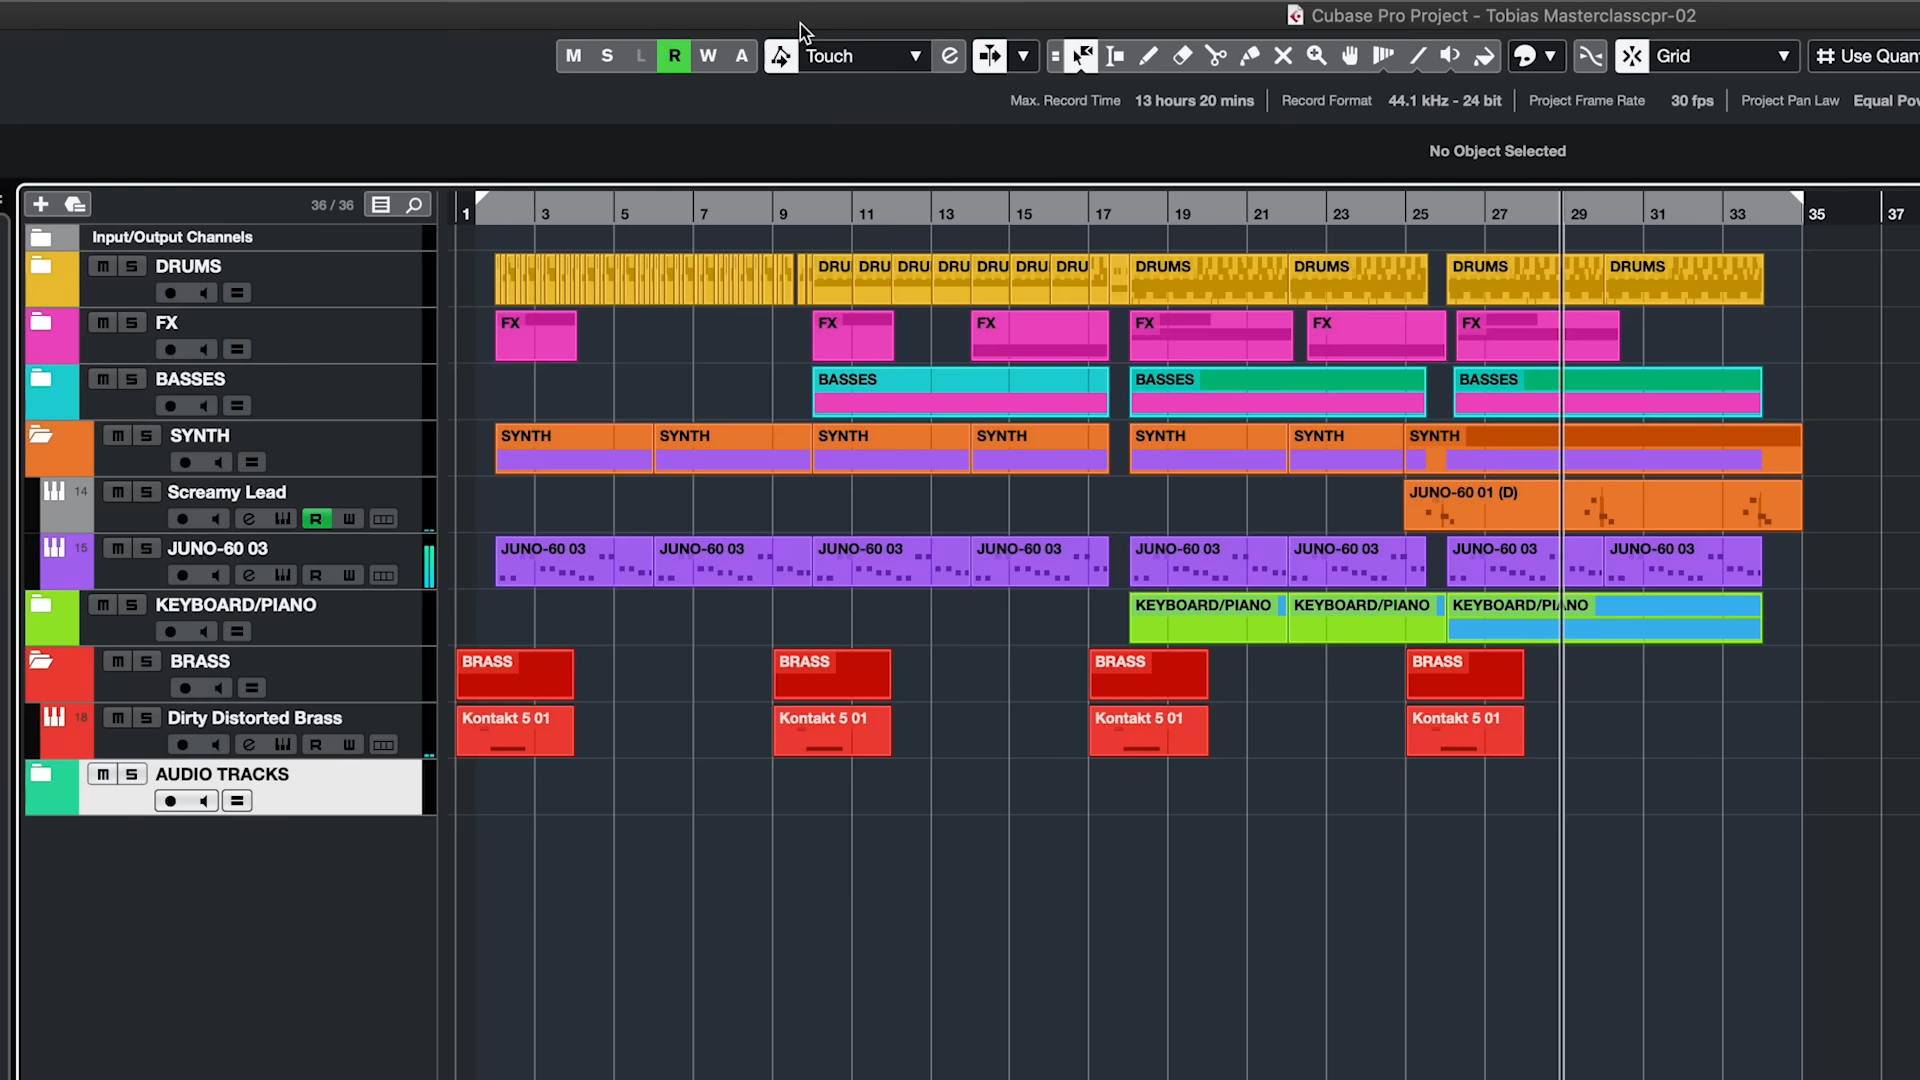 Cubase Pro Project - Tobias Masterclasscpr-02
M S L R W A Touch Grid Use Quan
Max. Record Time 13 hours 20 mins Record Format 44.1 kHz - 24 bit Project Frame Rate 30 fps Project Pan Law Equal Pow
No Object Selected
36 / 36
1 3 5 7 9 11 13 15 17 19 21 23 25 27 29 31 33 35 37
Input/Output Channels
m S DRUMS
DRU DRU DRU DRU DRU DRU DRU DRUMS DRUMS DRUMS DRUMS
m S FX
FX FX FX FX FX FX
m S BASSES
BASSES BASSES BASSES
m S SYNTH
SYNTH SYNTH SYNTH SYNTH SYNTH SYNTH SYNTH
14 m S Screamy Lead
e R
JUNO-60 01 (D)
15 m S JUNO-60 03
e R
JUNO-60 03 JUNO-60 03 JUNO-60 03 JUNO-60 03 JUNO-60 03 JUNO-60 03 JUNO-60 03 JUNO-60 03
m S KEYBOARD/PIANO
KEYBOARD/PIANO KEYBOARD/PIANO KEYBOARD/PIANO
m S BRASS
BRASS BRASS BRASS BRASS
18 m S Dirty Distorted Brass
e R
Kontakt 5 01 Kontakt 5 01 Kontakt 5 01 Kontakt 5 01
m S AUDIO TRACKS